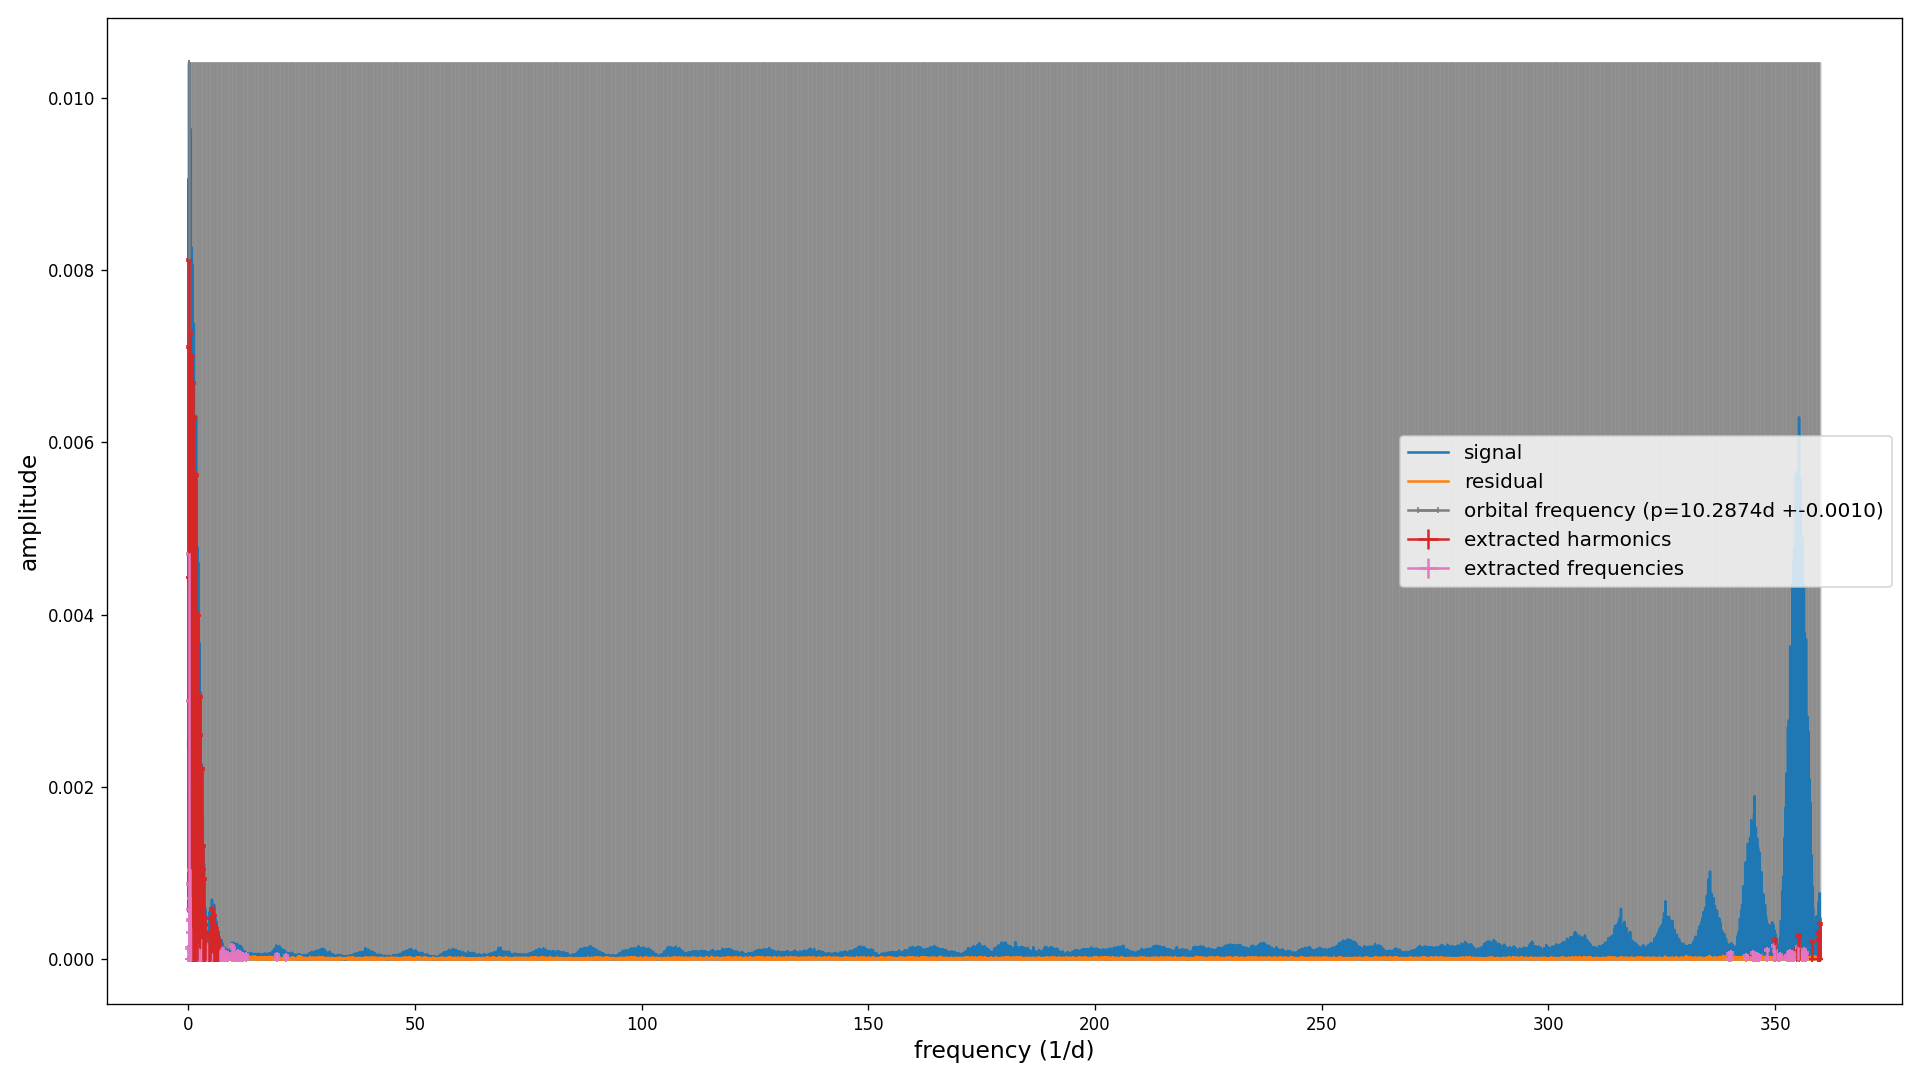 0.010
0.008
0.006
0.004
0.002
0.000
amplitude
signal
residual
orbital frequency (p=10.2874d +-0.0010)
extracted harmonics
extracted frequencies
0 50 100 150 200 250 300 350
frequency (1/d)